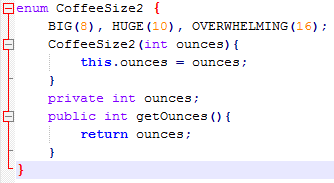 enum CoffeeSize2 {
BIG(8), HUGE(10), OVERWHELMING(16);
CoffeeSize2(int ounces){
this.ounces = ounces;
}
private int ounces;
public int getOunces(){
return ounces;
}
}